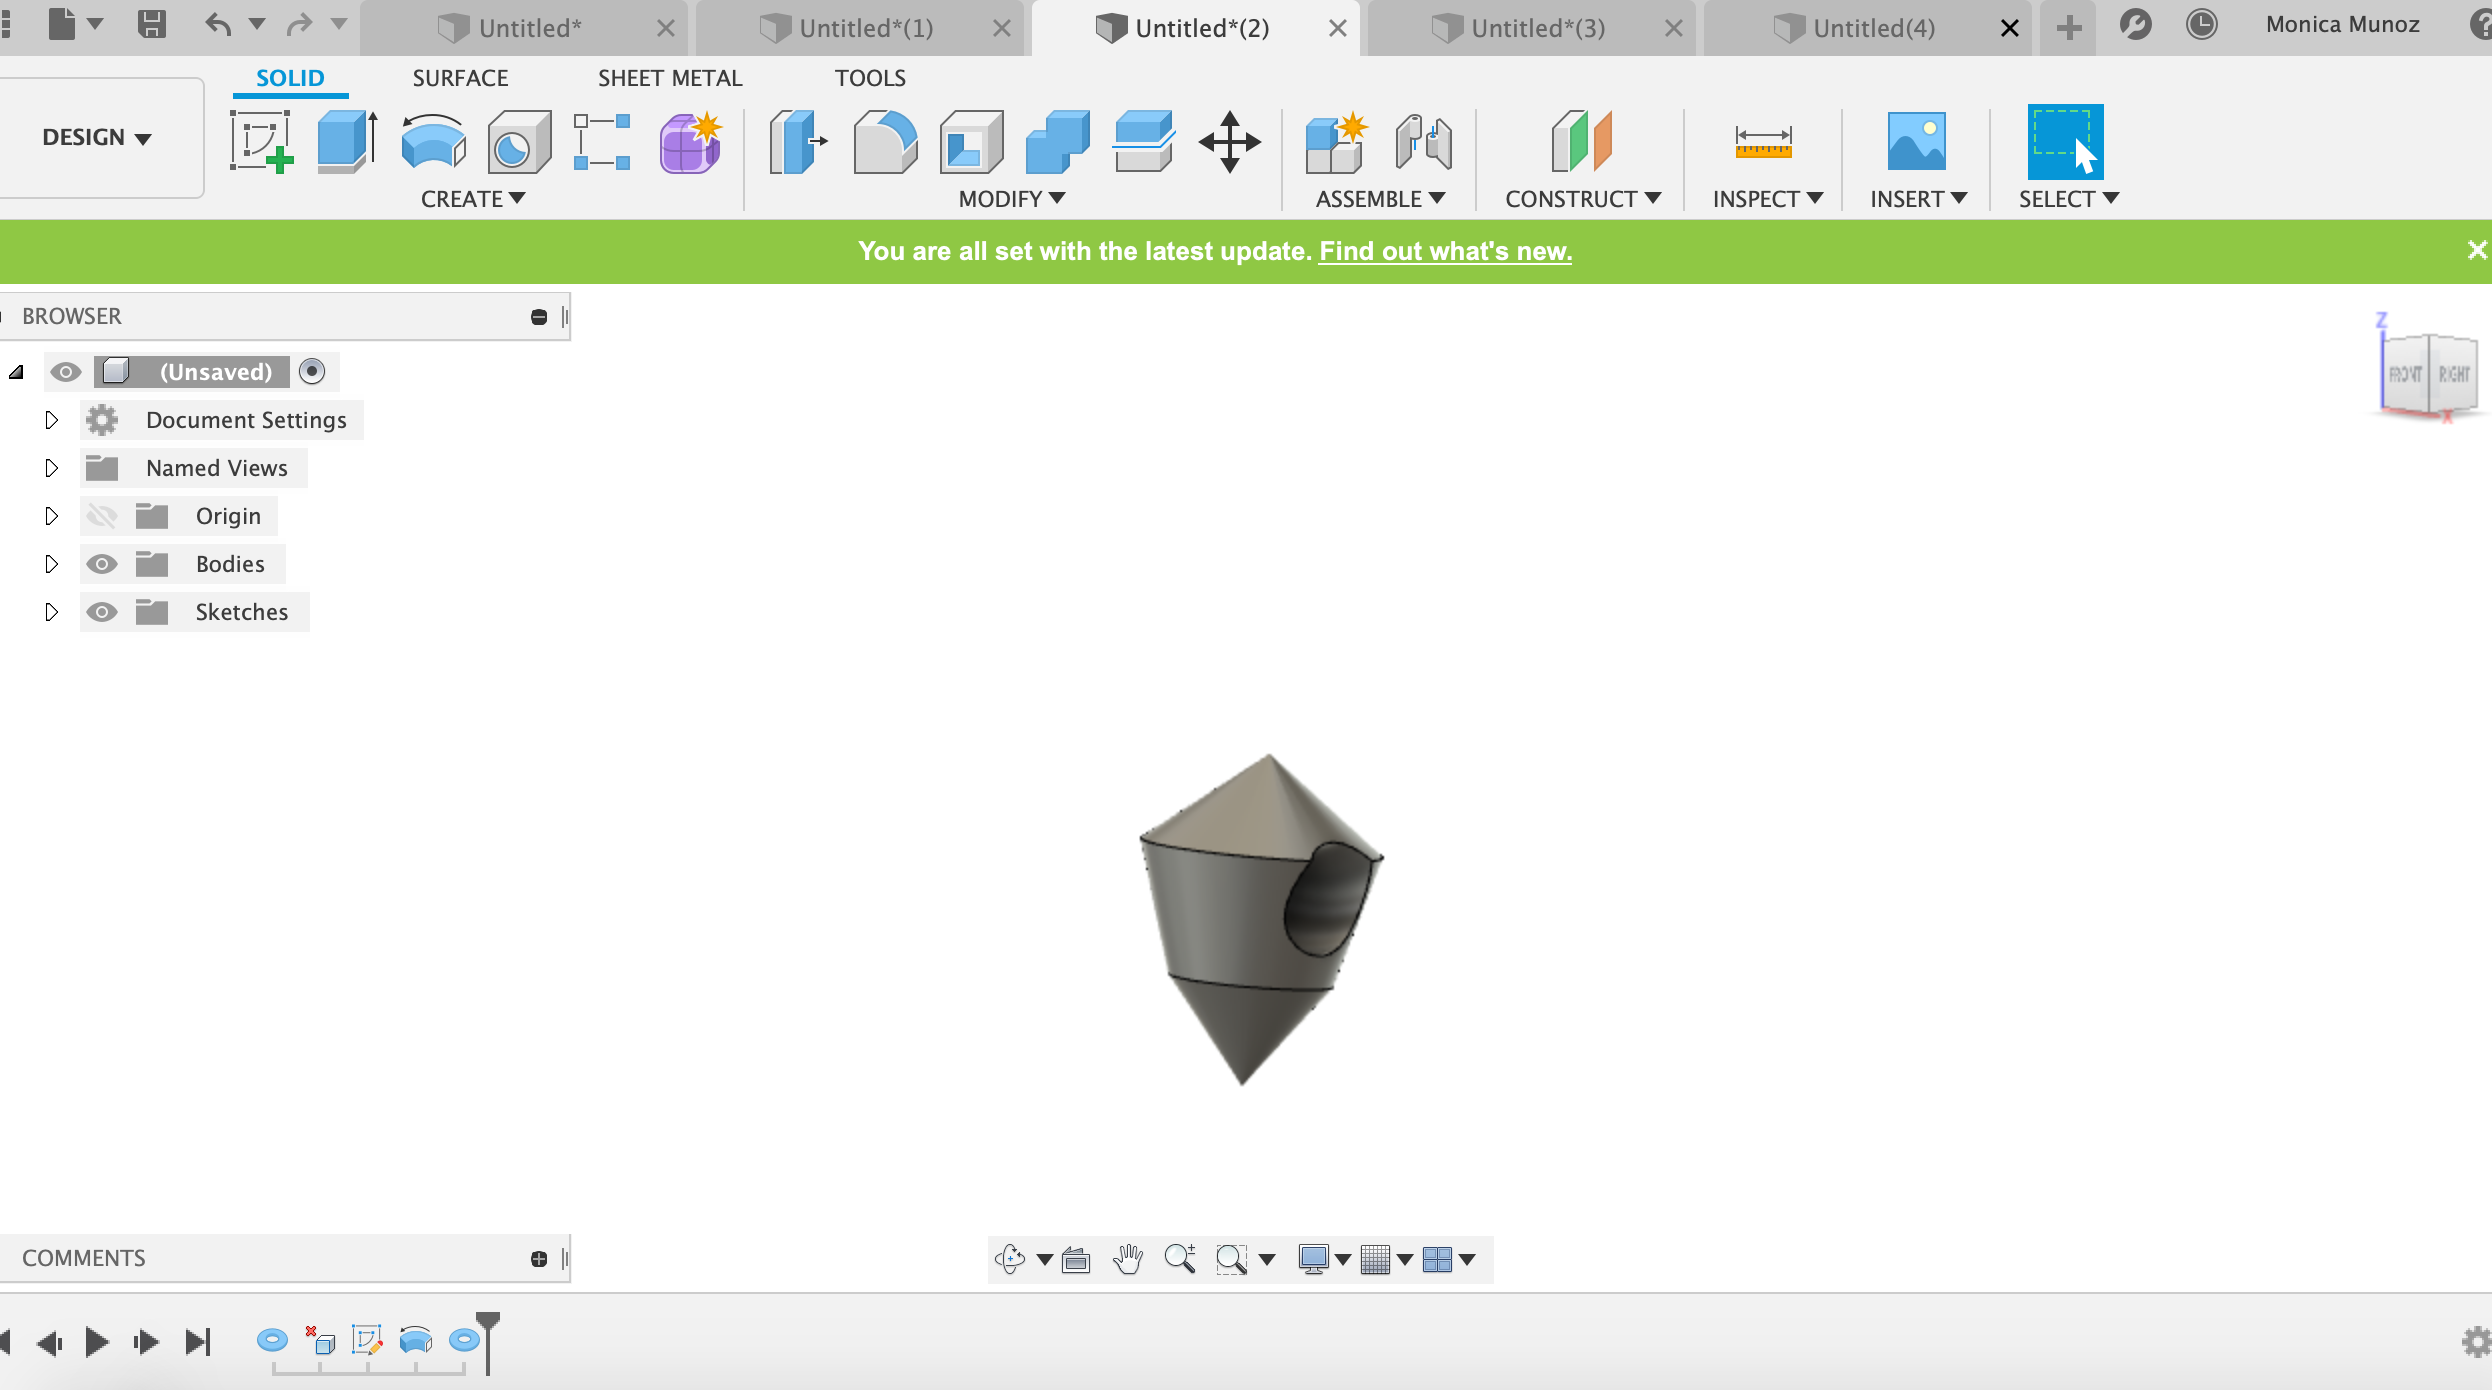 Untitled* Untitled*(1) Untitled*(2) Untitled*(3) Untitled(4) Monica Munoz
SOLID SURFACE SHEET METAL TOOLS
DESIGN
CREATE MODIFY ASSEMBLE CONSTRUCT INSPECT INSERT SELECT
You are all set with the latest update. Find out what's new.
BROWSER
(Unsaved)
Document Settings
Named Views
Origin
Bodies
Sketches
Z
FRONT RIGHT
X
COMMENTS